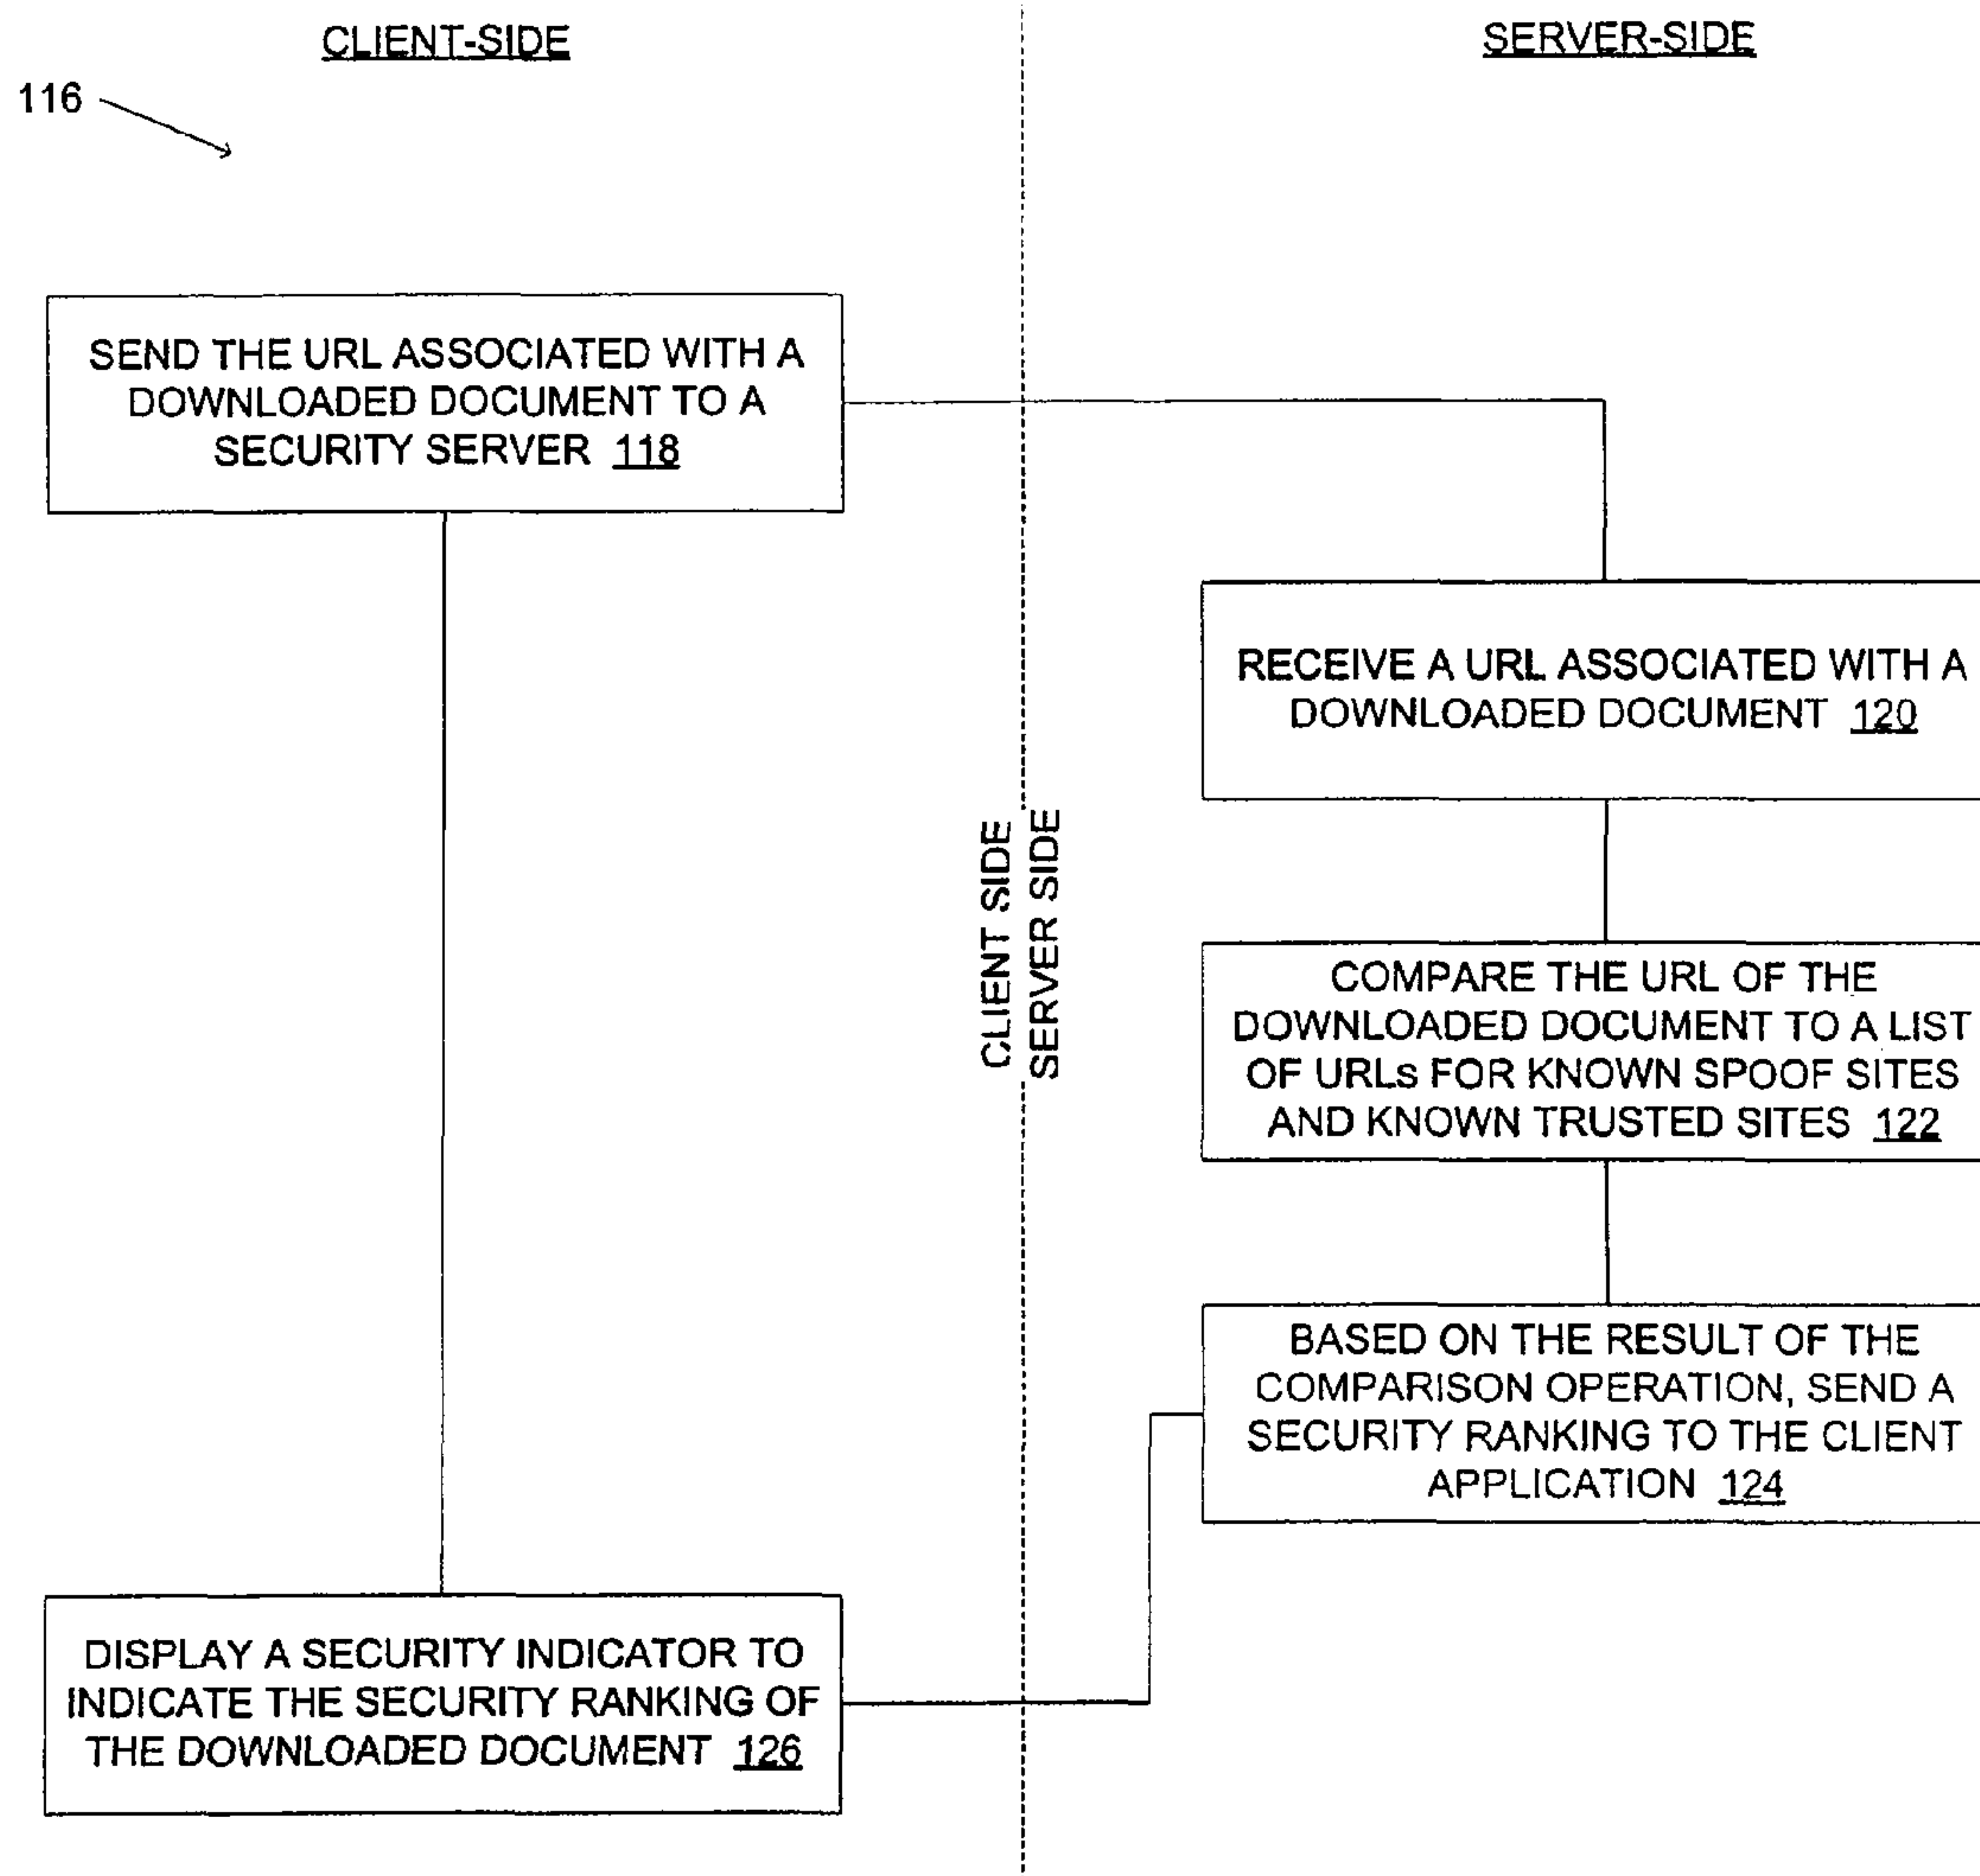 CLIENT-SIDE
SERVER-SIDE
116
SEND THE URL ASSOCIATED WITH A
DOWNLOADED DOCUMENT TO A
SECURITY SERVER 118
RECEIVE A URL ASSOCIATED WITH A
DOWNLOADED DOCUMENT 120
CLIENT SIDE
SERVER SIDE
COMPARE THE URL OF THE
DOWNLOADED DOCUMENT TO A LIST
OF URLs FOR KNOWN SPOOF SITES
AND KNOWN TRUSTED SITES 122
BASED ON THE RESULT OF THE
COMPARISON OPERATION, SEND A
SECURITY RANKING TO THE CLIENT
APPLICATION 124
DISPLAY A SECURITY INDICATOR TO
INDICATE THE SECURITY RANKING OF
THE DOWNLOADED DOCUMENT 126